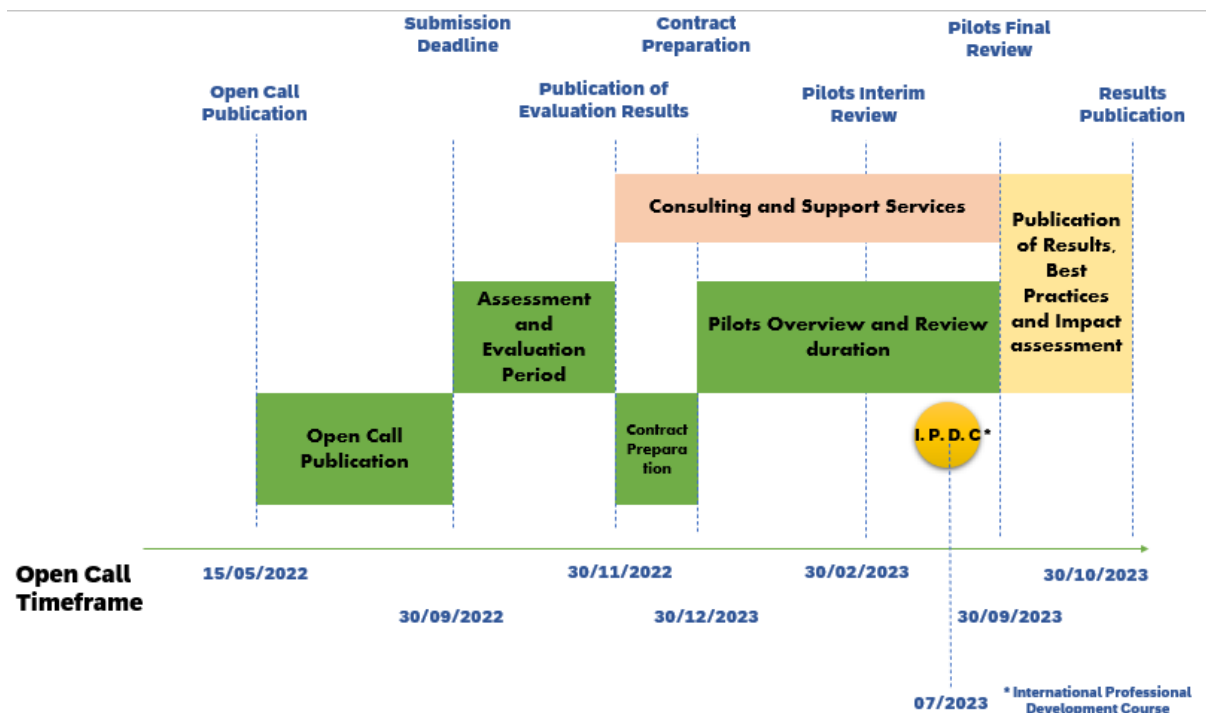 Submission
Deadline
Contract
Preparation
Pilots Final
Review
Open Call
Publication
Publication of
Evaluation Results
Pilots Interim
Review
Results
Publication
Consulting and Support Services
Publication
of Results,
Best
Practices
and Impact
assessment
Assessment
and
Evaluation
Period
Pilots Overview and Review
duration
Open Call
Publication
Contract
Prepara
tion
I. P. D. C *
Open Call
Timeframe
15/05/2022
30/11/2022
30/02/2023
30/10/2023
30/09/2022
30/12/2023
30/09/2023
07/2023
* International Professional
Development Course